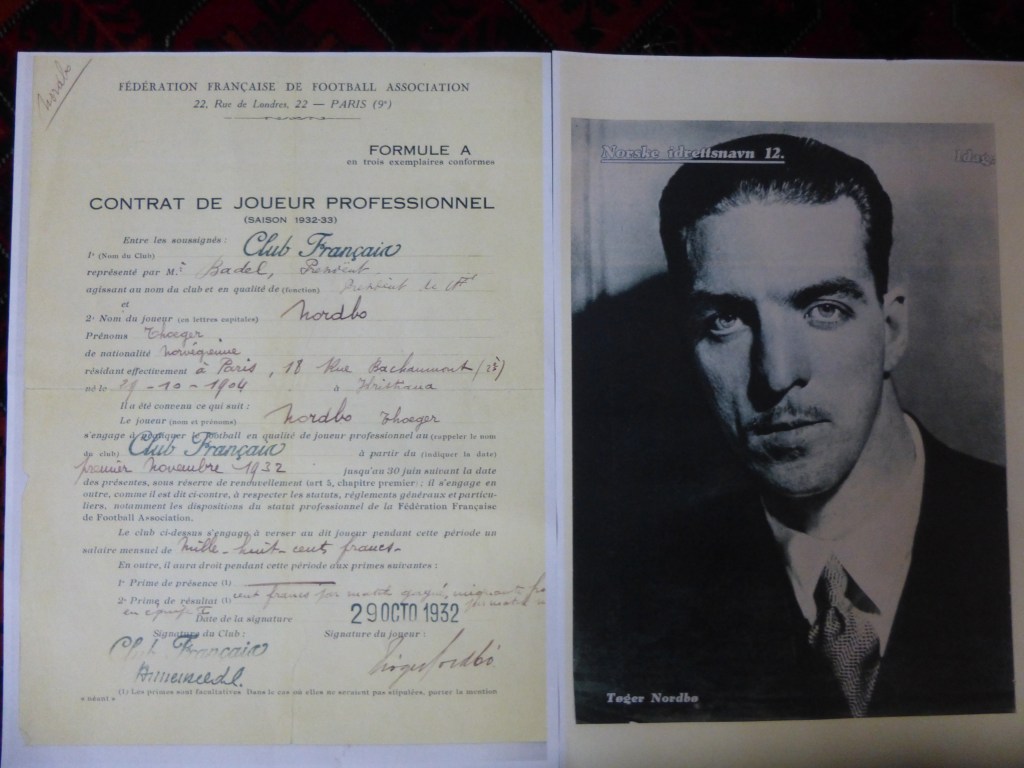 Nordbo
FÉDÉRATION FRANÇAISE DE FOOTBALL ASSOCIATION
22, Rue de Londres, 22 — PARIS (9e)
FORMULE A
en trois exemplaires conformes
CONTRAT DE JOUEUR PROFESSIONNEL
(SAISON 1932-33)
Entre les soussignés :
1º (Nom du Club) Club Français
représenté par M. Badel,
agissant au nom du club et en qualité de (fonction)
et
2º Nom du joueur (en lettres capitales) Nordbo
Prénoms Thoeger
de nationalité Norvégienne
résidant effectivement à Paris, 18 Rue Bachaumont
né le 29-10-1904 à Kristiana
Il a été convenu ce qui suit :
Le joueur (nom et prénoms) Nordbo Thoeger
s'engage à pratiquer le football en qualité de joueur professionnel au (rappeler le nom
du club) Club Français à partir du (indiquer la date)
premier Novembre 1932 jusqu'au 30 juin suivant la date
des présentes, sous réserve de renouvellement (art 5, chapitre premier) ; il s'engage en
outre, comme il est dit ci-contre, à respecter les statuts, règlements généraux et particu-
liers, notamment les dispositions du statut professionnel de la Fédération Française
de Football Association.
Le club ci-dessus s'engage à verser au dit joueur pendant cette période un
salaire mensuel de Mille-huit-cents francs-
En outre, il aura droit pendant cette période aux primes suivantes :
1º Prime de présence (1)
2º Prime de résultat (1) cent francs par match gagné,
Date de la signature 29 OCTO 1932
Signature du Club : Signature du joueur :
Club Français
(1) Les primes sont facultatives Dans le cas où elles ne seraient pas stipulées, porter la mention
« néant »
Norske idrettsnavn 12.
Idag
Tøger Nordbø